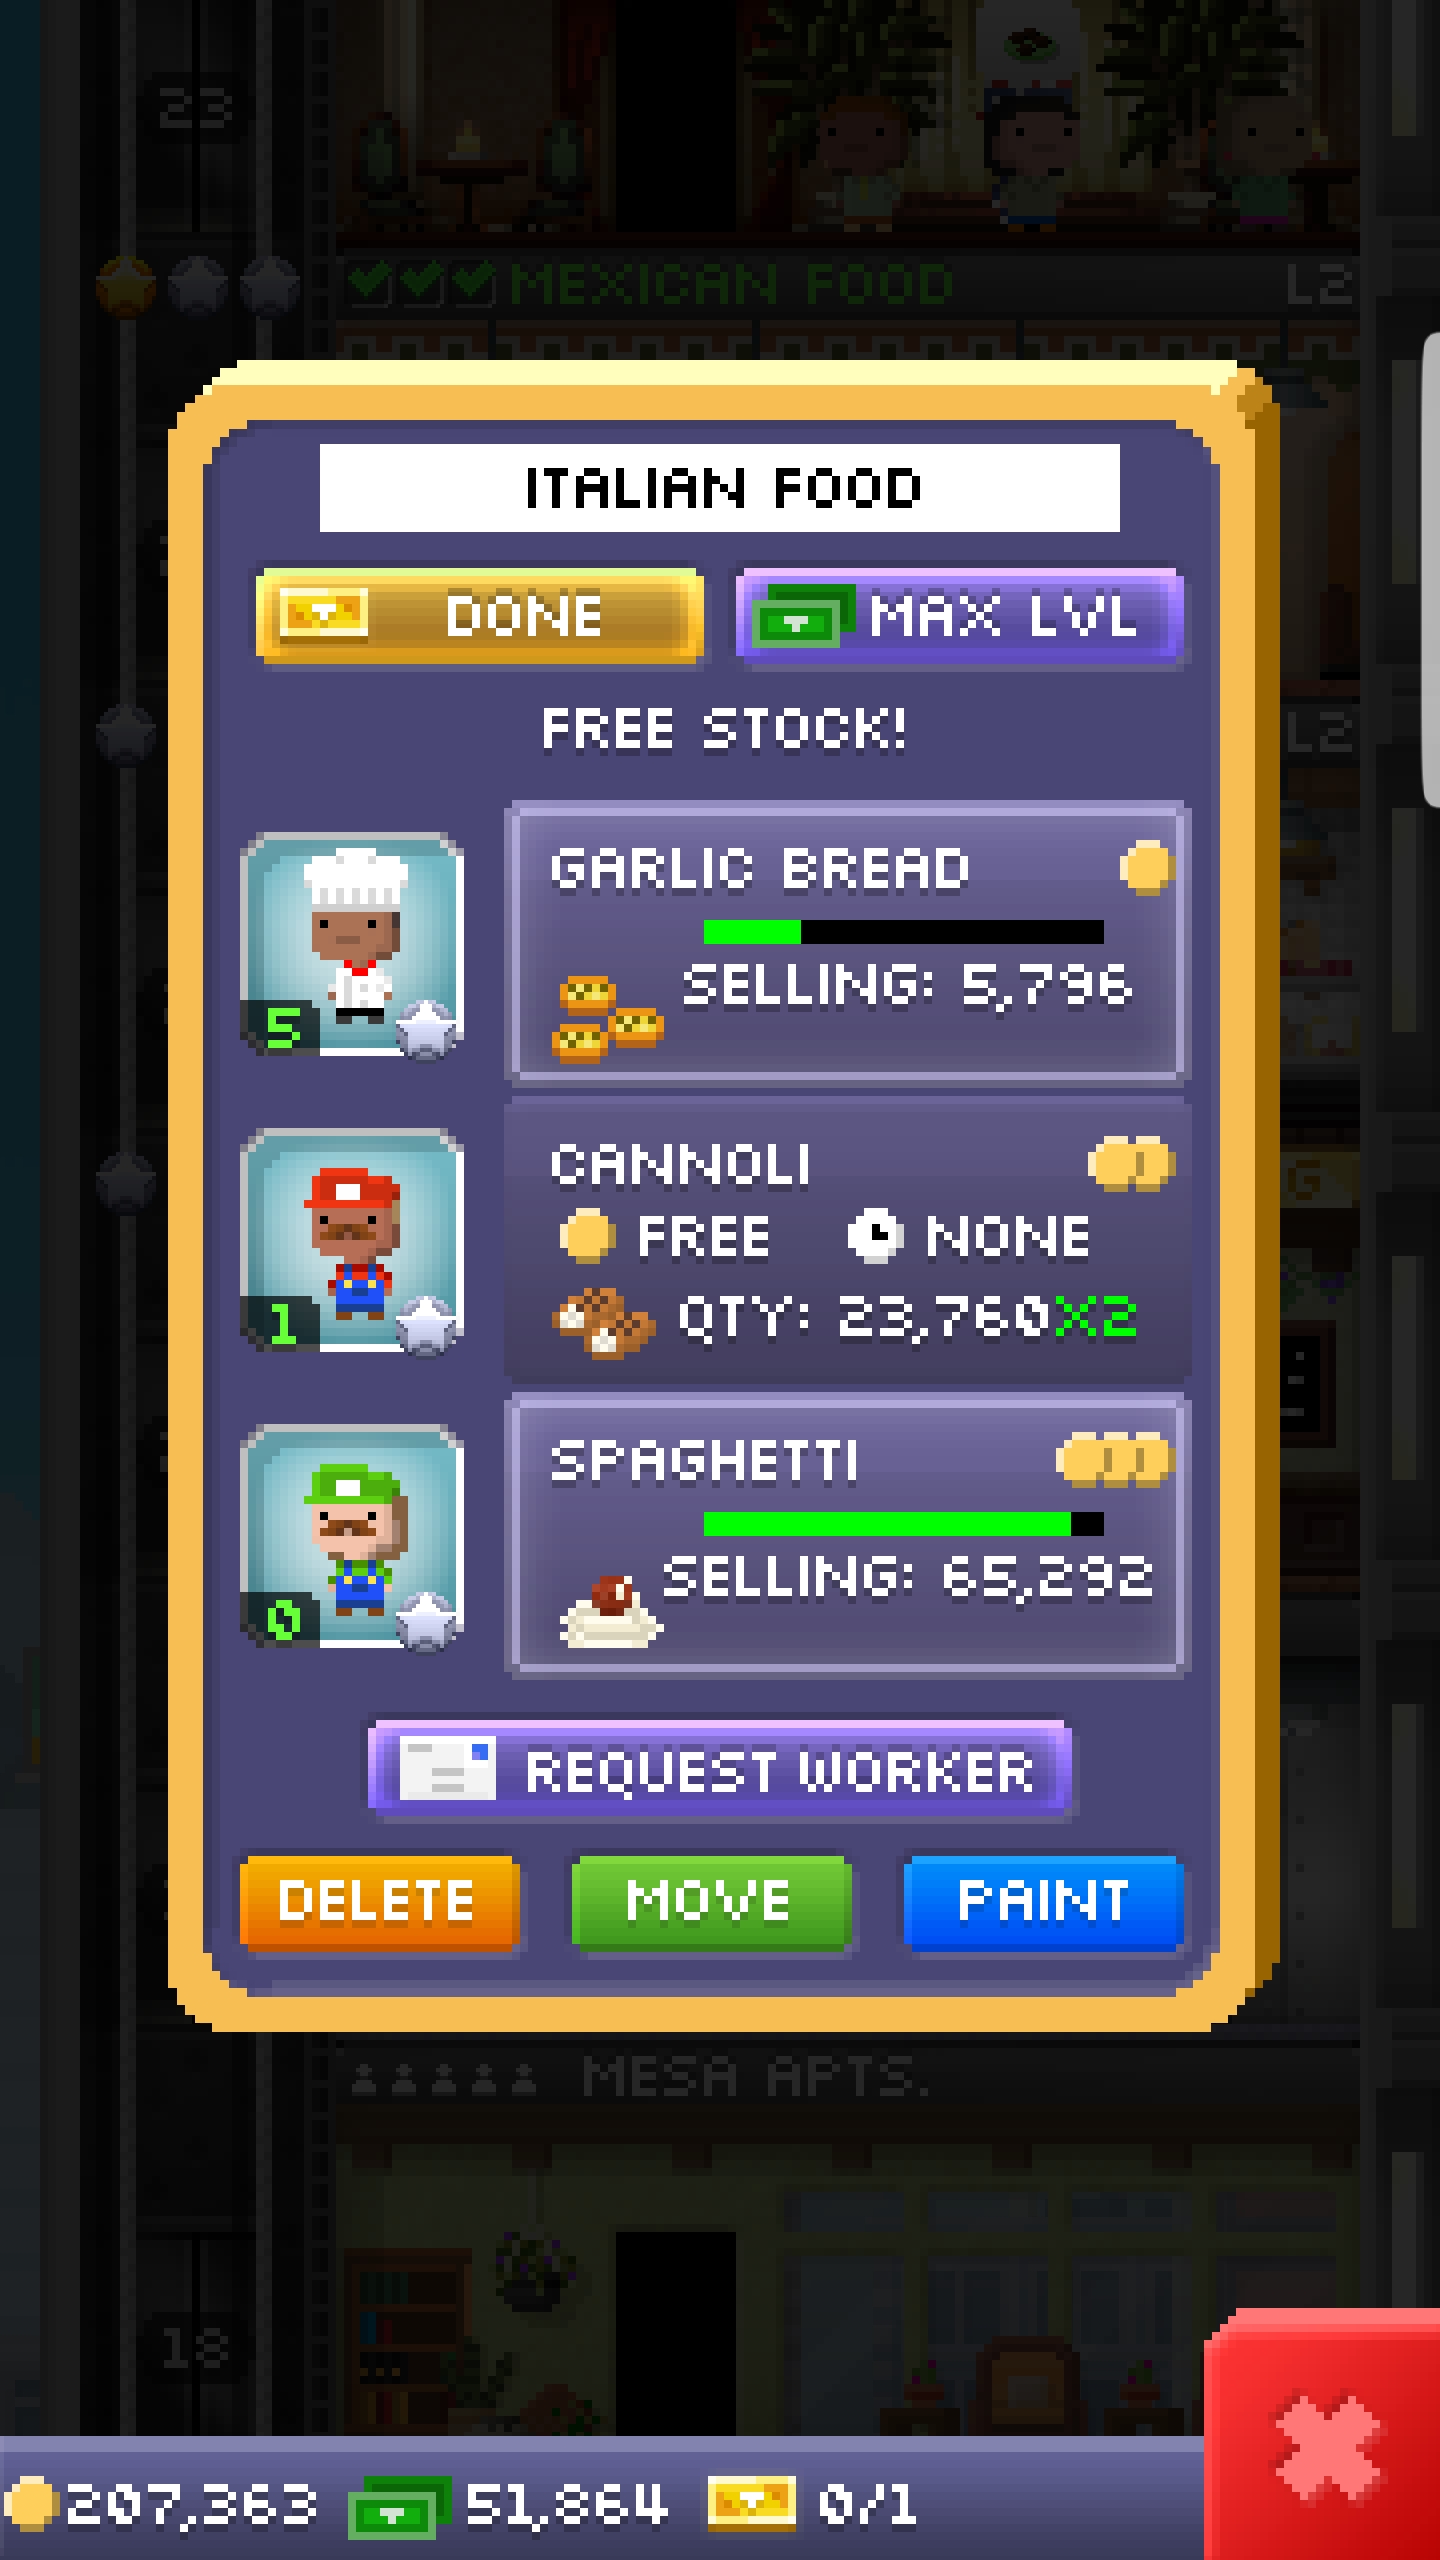 23
MEXICAN FOOD L2
ITALIAN FOOD
DONE
MAX LVL
FREE STOCK!
L2
GARLIC BREAD
SELLING: 5,796
5
CANNOLI
FREE NONE
QTY: 23,760X2
1
SPAGHETTI
SELLING: 65,292
0
REQUEST WORKER
DELETE MOVE PAINT
MESA APTS.
18
207,363 51,864 0/1